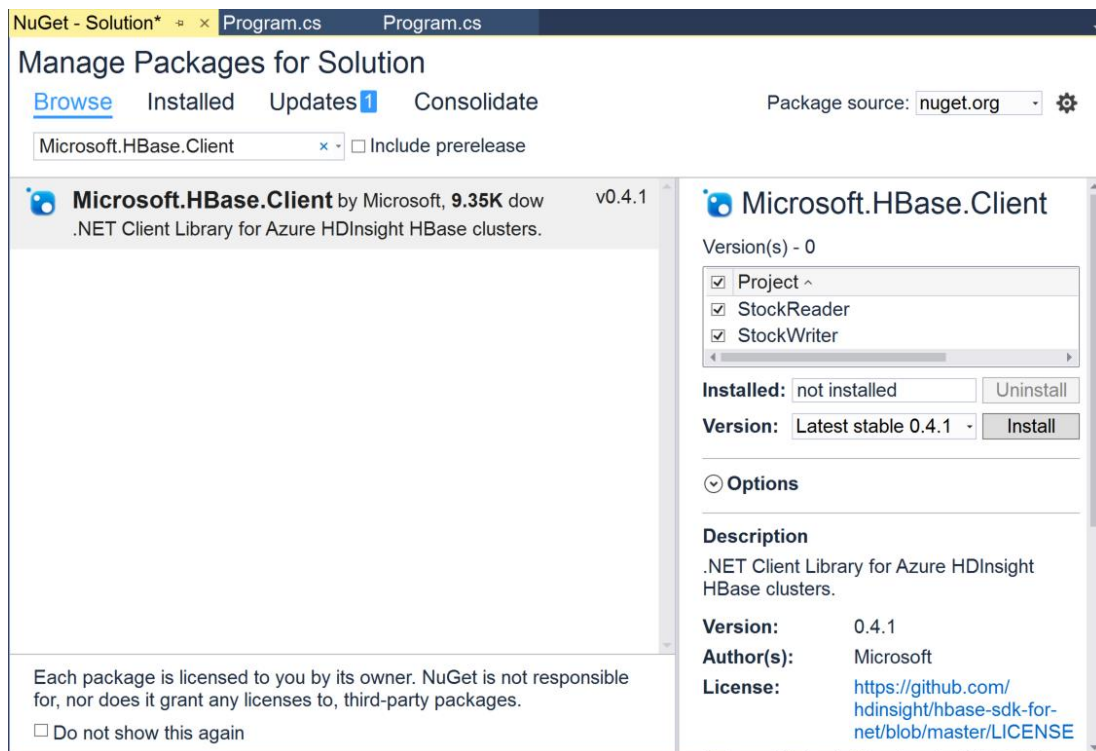 NuGet - Solution*
Program.cs
Program.cs
Manage Packages for Solution
Browse Installed Updates 1 Consolidate
Package source: nuget.org
Microsoft.HBase.Client
Include prerelease
Microsoft.HBase.Client by Microsoft, 9.35K dow
v0.4.1
.NET Client Library for Azure HDInsight HBase clusters.
Each package is licensed to you by its owner. NuGet is not responsible
for, nor does it grant any licenses to, third-party packages.
Do not show this again
Microsoft.HBase.Client
Version(s) - 0
Project
StockReader
StockWriter
Installed: not installed Uninstall
Version: Latest stable 0.4.1 Install
Options
Description
.NET Client Library for Azure HDInsight
HBase clusters.
Version: 0.4.1
Author(s): Microsoft
License: https://github.com/
hdinsight/hbase-sdk-for-
net/blob/master/LICENSE